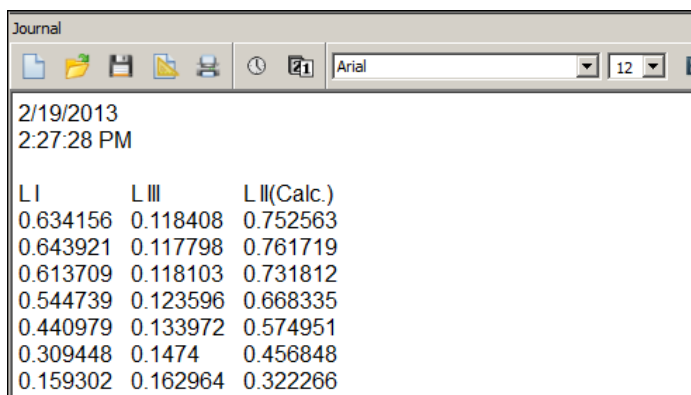 Journal
21 Arial 12
2/19/2013
2:27:28 PM
L I L III L II(Calc.)
0.634156 0.118408 0.752563
0.643921 0.117798 0.761719
0.613709 0.118103 0.731812
0.544739 0.123596 0.668335
0.440979 0.133972 0.574951
0.309448 0.1474 0.456848
0.159302 0.162964 0.322266